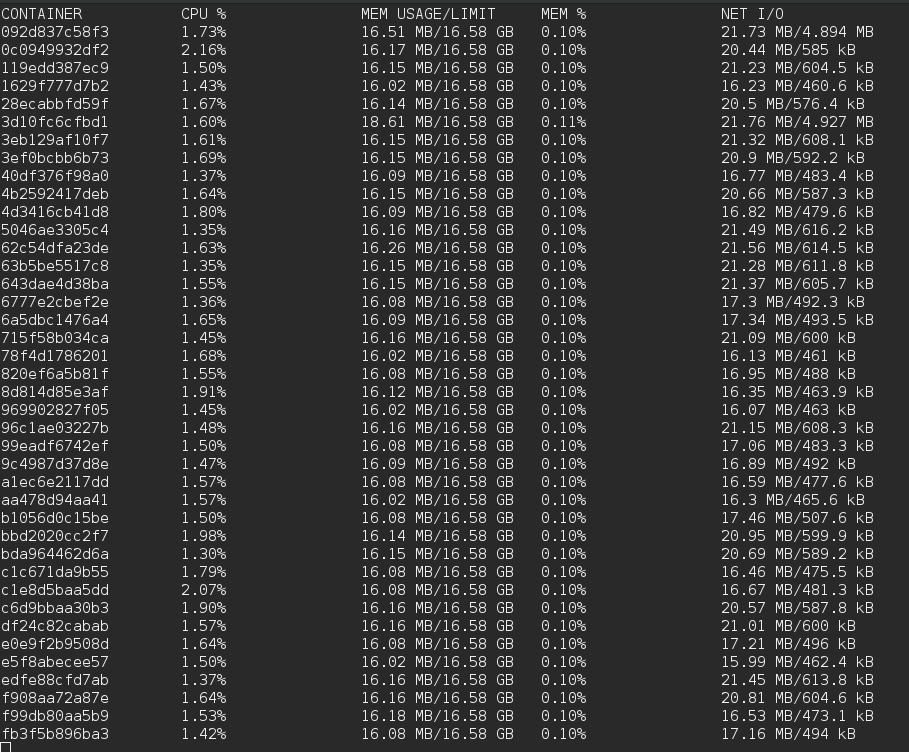 CONTAINER CPU % MEM USAGE/LIMIT MEM % NET I/O
092d837c58f3 1.73% 16.51 MB/16.58 GB 0.10% 21.73 MB/4.894 MB
0c0949932df2 2.16% 16.17 MB/16.58 GB 0.10% 20.44 MB/585 kB
119edd387ec9 1.50% 16.15 MB/16.58 GB 0.10% 21.23 MB/604.5 kB
1629f777d7b2 1.43% 16.02 MB/16.58 GB 0.10% 16.23 MB/460.6 kB
28ecabbfd59f 1.67% 16.14 MB/16.58 GB 0.10% 20.5 MB/576.4 kB
3d10fc6cfbd1 1.60% 18.61 MB/16.58 GB 0.11% 21.76 MB/4.927 MB
3eb129af10f7 1.61% 16.15 MB/16.58 GB 0.10% 21.32 MB/608.1 kB
3ef0bcbb6b73 1.69% 16.15 MB/16.58 GB 0.10% 20.9 MB/592.2 kB
40df376f98a0 1.37% 16.09 MB/16.58 GB 0.10% 16.77 MB/483.4 kB
4b2592417deb 1.64% 16.15 MB/16.58 GB 0.10% 20.66 MB/587.3 kB
4d3416cb41d8 1.80% 16.09 MB/16.58 GB 0.10% 16.82 MB/479.6 kB
5046ae3305c4 1.35% 16.16 MB/16.58 GB 0.10% 21.49 MB/616.2 kB
62c54dfa23de 1.63% 16.26 MB/16.58 GB 0.10% 21.56 MB/614.5 kB
63b5be5517c8 1.35% 16.15 MB/16.58 GB 0.10% 21.28 MB/611.8 kB
643dae4d38ba 1.55% 16.15 MB/16.58 GB 0.10% 21.37 MB/605.7 kB
6777e2cbef2e 1.36% 16.08 MB/16.58 GB 0.10% 17.3 MB/492.3 kB
6a5dbc1476a4 1.65% 16.09 MB/16.58 GB 0.10% 17.34 MB/493.5 kB
715f58b034ca 1.45% 16.16 MB/16.58 GB 0.10% 21.09 MB/600 kB
78f4d1786201 1.68% 16.02 MB/16.58 GB 0.10% 16.13 MB/461 kB
820ef6a5b81f 1.55% 16.08 MB/16.58 GB 0.10% 16.95 MB/488 kB
8d814d85e3af 1.91% 16.12 MB/16.58 GB 0.10% 16.35 MB/463.9 kB
969902827f05 1.45% 16.02 MB/16.58 GB 0.10% 16.07 MB/463 kB
96c1ae03227b 1.48% 16.16 MB/16.58 GB 0.10% 21.15 MB/608.3 kB
99eadf6742ef 1.50% 16.08 MB/16.58 GB 0.10% 17.06 MB/483.3 kB
9c4987d37d8e 1.47% 16.09 MB/16.58 GB 0.10% 16.89 MB/492 kB
a1ec6e2117dd 1.57% 16.08 MB/16.58 GB 0.10% 16.59 MB/477.6 kB
aa478d94aa41 1.57% 16.02 MB/16.58 GB 0.10% 16.3 MB/465.6 kB
b1056d0c15be 1.50% 16.08 MB/16.58 GB 0.10% 17.46 MB/507.6 kB
bbd2020cc2f7 1.98% 16.14 MB/16.58 GB 0.10% 20.95 MB/599.9 kB
bda964462d6a 1.30% 16.15 MB/16.58 GB 0.10% 20.69 MB/589.2 kB
c1c671da9b55 1.79% 16.08 MB/16.58 GB 0.10% 16.46 MB/475.5 kB
c1e8d5baa5dd 2.07% 16.08 MB/16.58 GB 0.10% 16.67 MB/481.3 kB
c6d9bbaa30b3 1.90% 16.16 MB/16.58 GB 0.10% 20.57 MB/587.8 kB
df24c82cabab 1.57% 16.16 MB/16.58 GB 0.10% 21.01 MB/600 kB
e0e9f2b9508d 1.64% 16.08 MB/16.58 GB 0.10% 17.21 MB/496 kB
e5f8abecee57 1.50% 16.02 MB/16.58 GB 0.10% 15.99 MB/462.4 kB
edfe88cfd7ab 1.37% 16.16 MB/16.58 GB 0.10% 21.45 MB/613.8 kB
f908aa72a87e 1.64% 16.16 MB/16.58 GB 0.10% 20.81 MB/604.6 kB
f99db80aa5b9 1.53% 16.18 MB/16.58 GB 0.10% 16.53 MB/473.1 kB
fb3f5b896ba3 1.42% 16.08 MB/16.58 GB 0.10% 17.16 MB/494 kB